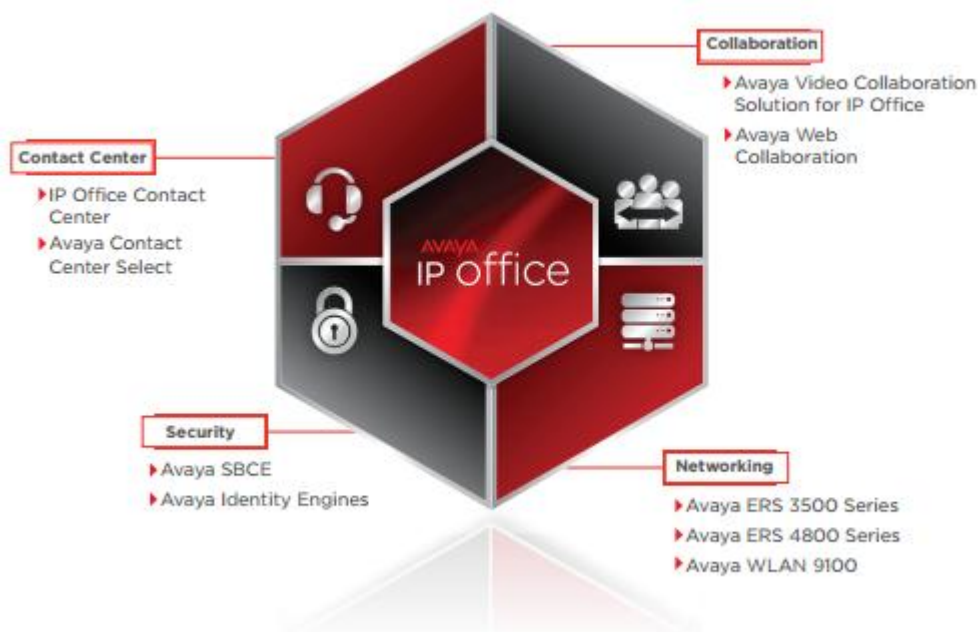 Collaboration
Avaya Video Collaboration
Solution for IP Office
Avaya Web
Collaboration
Contact Center
IP Office Contact
Center
Avaya Contact
Center Select
AVAYA
IP office
Security
Avaya SBCE
Avaya Identity Engines
Networking
Avaya ERS 3500 Series
Avaya ERS 4800 Series
Avaya WLAN 9100